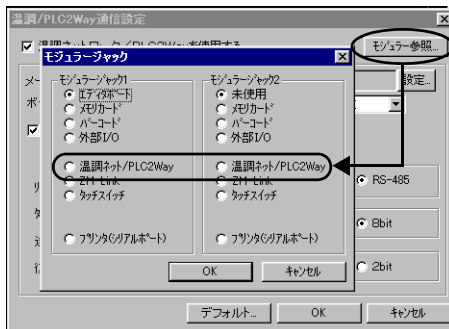 温調/PLC2Way通信設定
モジュラー参照...
設定...
モジュラージャック
モジュラージャック1
エディタポート
メモリカード
バーコード
外部I/O
温調ネット/PLC2Way
ZM-Link
タッチスイッチ
プリンタ(シリアルポート)
モジュラージャック2
未使用
メモリカード
バーコード
外部I/O
温調ネット/PLC2Way
ZM-Link
タッチスイッチ
プリンタ(シリアルポート)
OK
キャンセル
RS-485
8bit
2bit
デフォルト...
OK
キャンセル